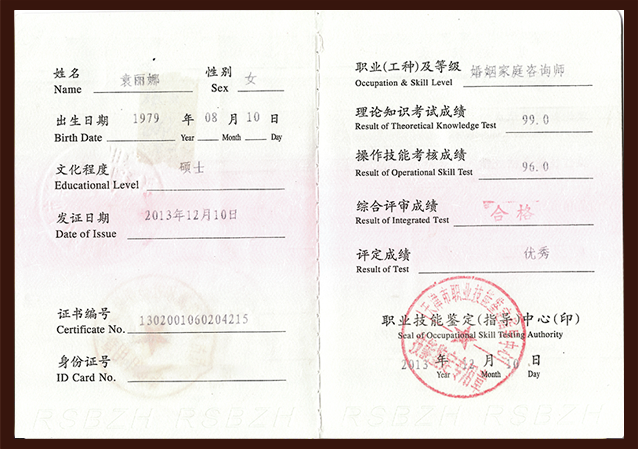 姓名 袁丽娜 性别 女
Name Sex
出生日期 1979 年 08 月 10 日
Birth Date Year Month Day
文化程度 硕士
Educational Level
发证日期 2013年12月10日
Date of Issue
证书编号 1302001060204215
Certificate No.
身份证号
ID Card No.
职业(工种)及等级 婚姻家庭咨询师
Occupation & Skill Level
理论知识考试成绩 99.0
Result of Theoretical Knowledge Test
操作技能考核成绩 96.0
Result of Operational Skill Test
综合评审成绩 合格
Result of Integrated Test
评定成绩 优秀
Result of Test
职业技能鉴定(指导)中心(印)
Seal of Occupational Skill Testing Authority
2013 年 12 月 10 日
Year Month Day
RSBZH RSBZH RSBZH RSBZH